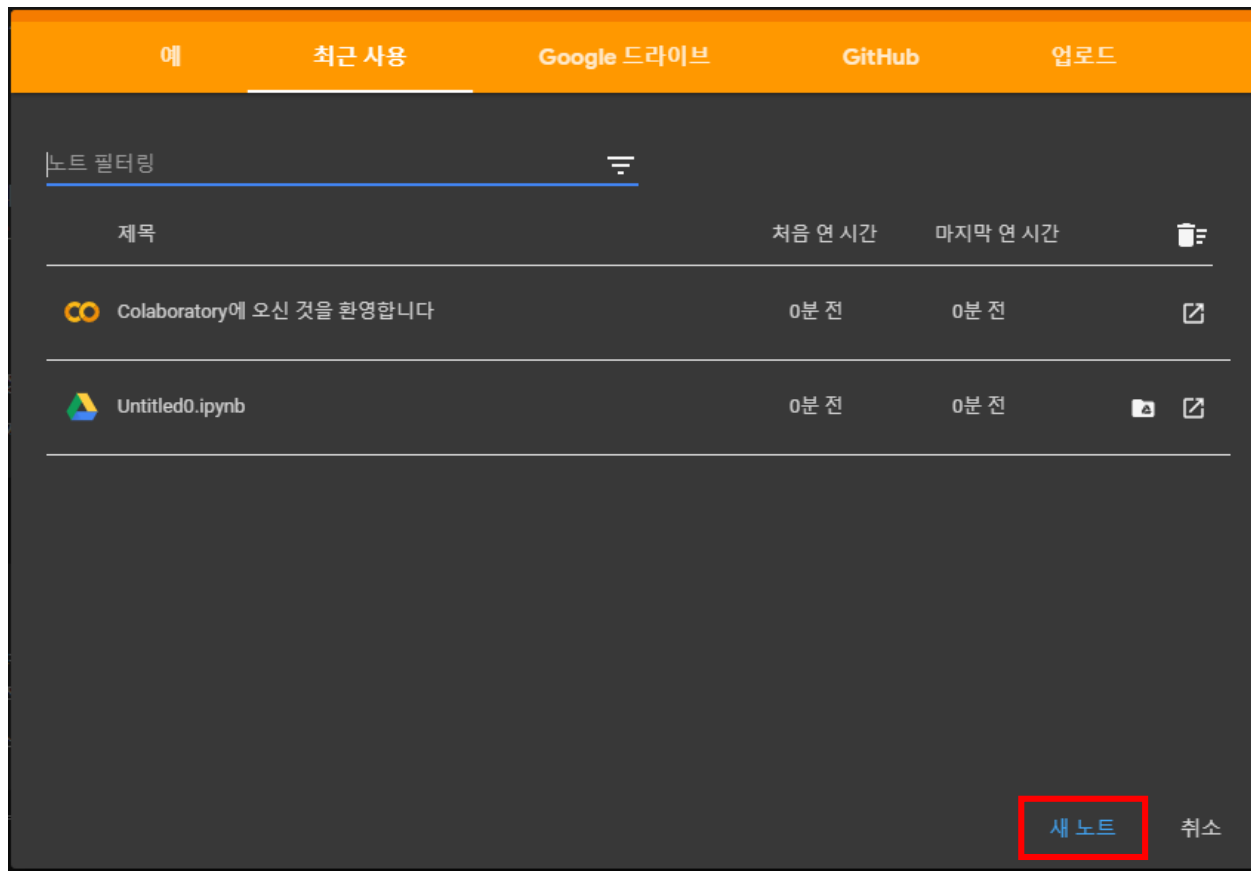 예 최근 사용 Google 드라이브 GitHub 업로드
노트 필터링
제목 처음 연 시간 마지막 연 시간
Colaboratory에 오신 것을 환영합니다 0분 전 0분 전
Untitled0.ipynb 0분 전 0분 전
새 노트 취소